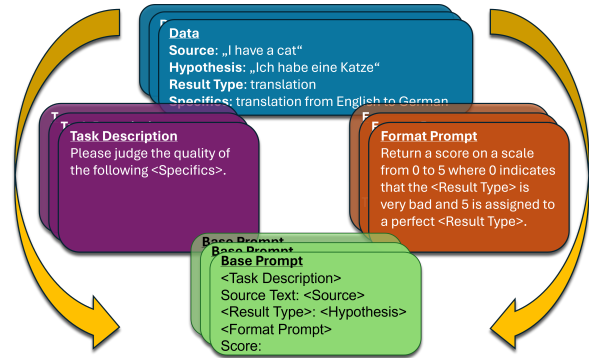 Data
Source: „I have a cat“
Hypothesis: „Ich habe eine Katze“
Result Type: translation
Specifics: translation from English to German
Task Description
Please judge the quality of
the following <Specifics>.
Format Prompt
Return a score on a scale
from 0 to 5 where 0 indicates
that the <Result Type> is
very bad and 5 is assigned to
a perfect <Result Type>.
Base Prompt
Base Prompt
Base Prompt
<Task Description>
Source Text: <Source>
<Result Type>: <Hypothesis>
<Format Prompt>
Score: